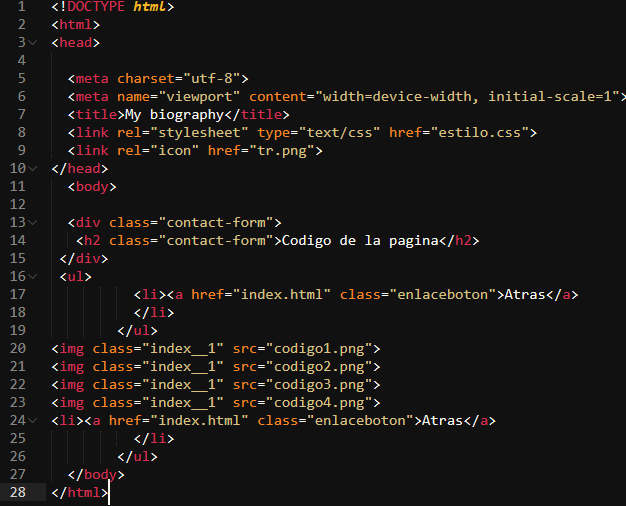 1 <!DOCTYPE html>
2 <html>
3 <head>
4
5 <meta charset="utf-8">
6 <meta name="viewport" content="width=device-width, initial-scale=1">
7 <title>My biography</title>
8 <link rel="stylesheet" type="text/css" href="estilo.css">
9 <link rel="icon" href="tr.png">
10 </head>
11 <body>
12
13 <div class="contact-form">
14 <h2 class="contact-form">Codigo de la pagina</h2>
15 </div>
16 <ul>
17 <li><a href="index.html" class="enlaceboton">Atras</a>
18 </li>
19 </ul>
20 <img class="index__1" src="codigo1.png">
21 <img class="index__1" src="codigo2.png">
22 <img class="index__1" src="codigo3.png">
23 <img class="index__1" src="codigo4.png">
24 <li><a href="index.html" class="enlaceboton">Atras</a>
25 </li>
26 </ul>
27 </body>
28 </html>